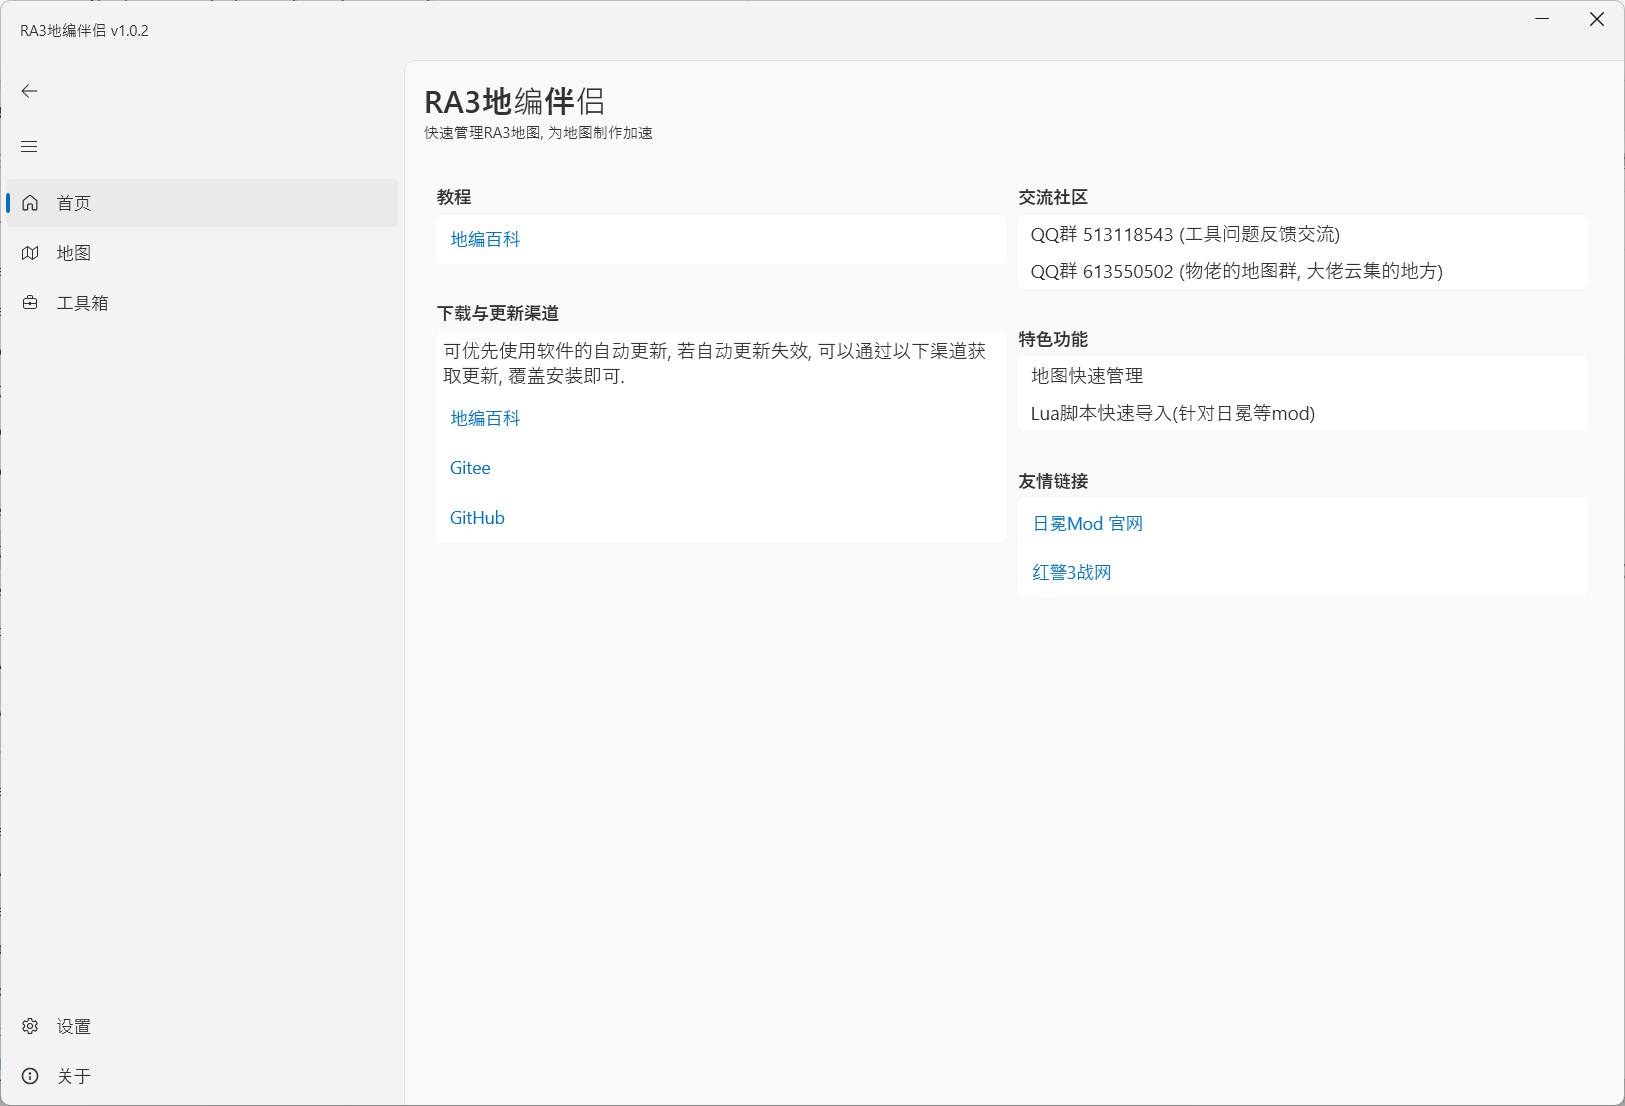 RA3地编伴侣 v1.0.2
首页
地图
工具箱
设置
关于
RA3地编伴侣
快速管理RA3地图, 为地图制作加速
教程
地编百科
下载与更新渠道
可优先使用软件的自动更新, 若自动更新失效, 可以通过以下渠道获
取更新, 覆盖安装即可.
地编百科
Gitee
GitHub
交流社区
QQ群 513118543 (工具问题反馈交流)
QQ群 613550502 (物佬的地图群, 大佬云集的地方)
特色功能
地图快速管理
Lua脚本快速导入(针对日冕等mod)
友情链接
日冕Mod 官网
红警3战网